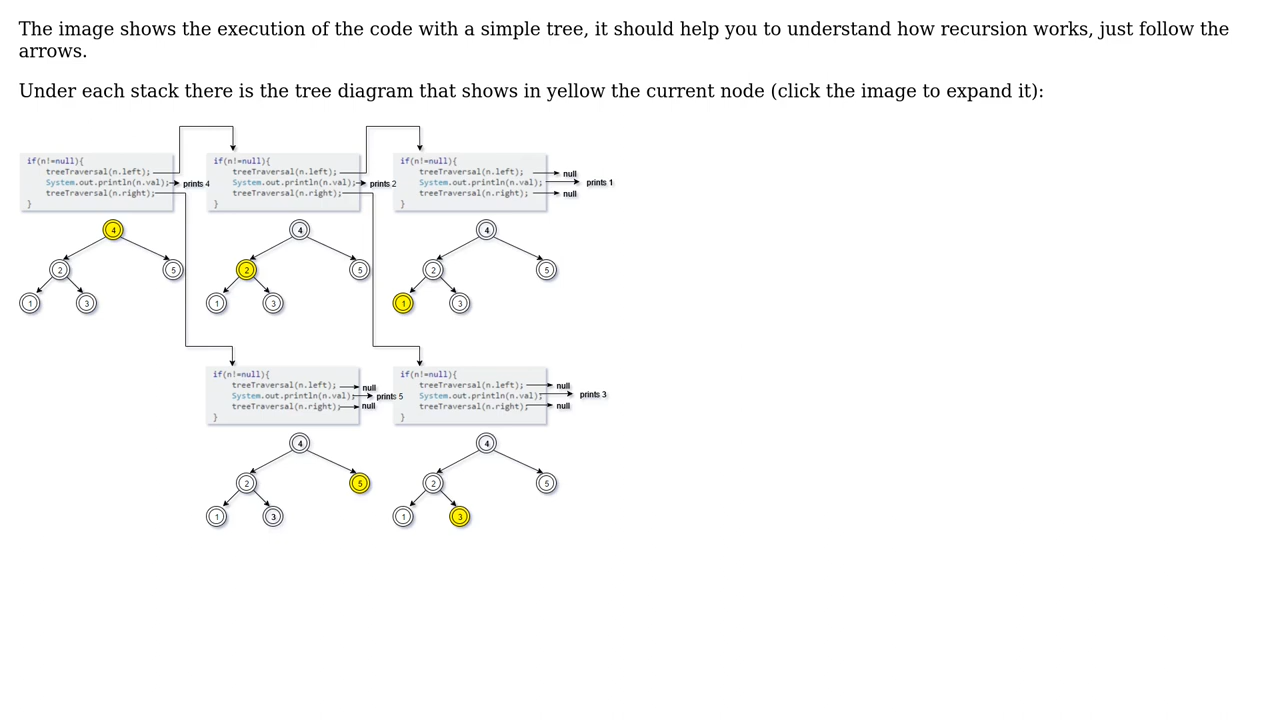 The image shows the execution of the code with a simple tree, it should help you to understand how recursion works, just follow the
arrows.
Under each stack there is the tree diagram that shows in yellow the current node (click the image to expand it):
if(n!=null){
treeTraversal(n.left);
System.out.println(n.val);
prints 4
treeTraversal(n.right);
}
4
2
5
1
3
if(n!=null){
treeTraversal(n.left);
System.out.println(n.val);
prints 2
treeTraversal(n.right);
}
4
2
5
1
3
if(n!=null){
treeTraversal(n.left);
null
System.out.println(n.val);
prints 1
treeTraversal(n.right);
null
}
4
2
5
1
3
if(n!=null){
treeTraversal(n.left);
null
System.out.println(n.val);
prints 5
treeTraversal(n.right);
null
}
4
2
5
1
3
if(n!=null){
treeTraversal(n.left);
null
System.out.println(n.val);
prints 3
treeTraversal(n.right);
null
}
4
2
5
1
3